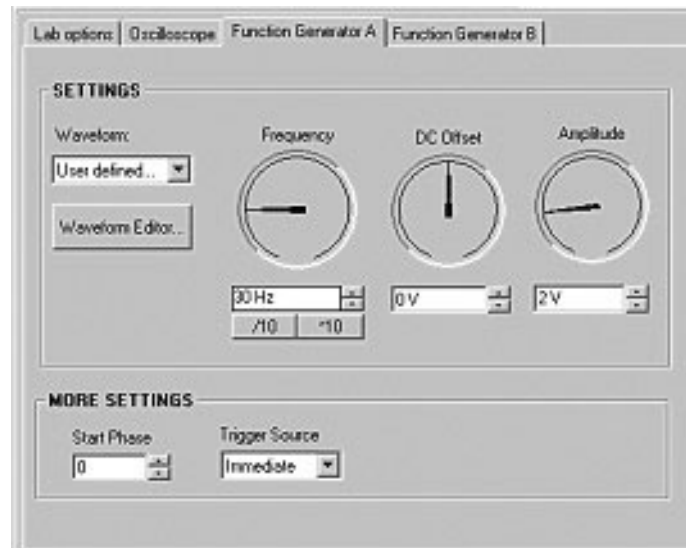 Lab options Oscilloscope Function Generator A Function Generator B
SETTINGS
Waveform: Frequency DC Offset Amplitude
User defined...
Waveform Editor...
30 Hz 0 V 2 V
/10 *10
MORE SETTINGS
Start Phase Trigger Source
0 Immediate